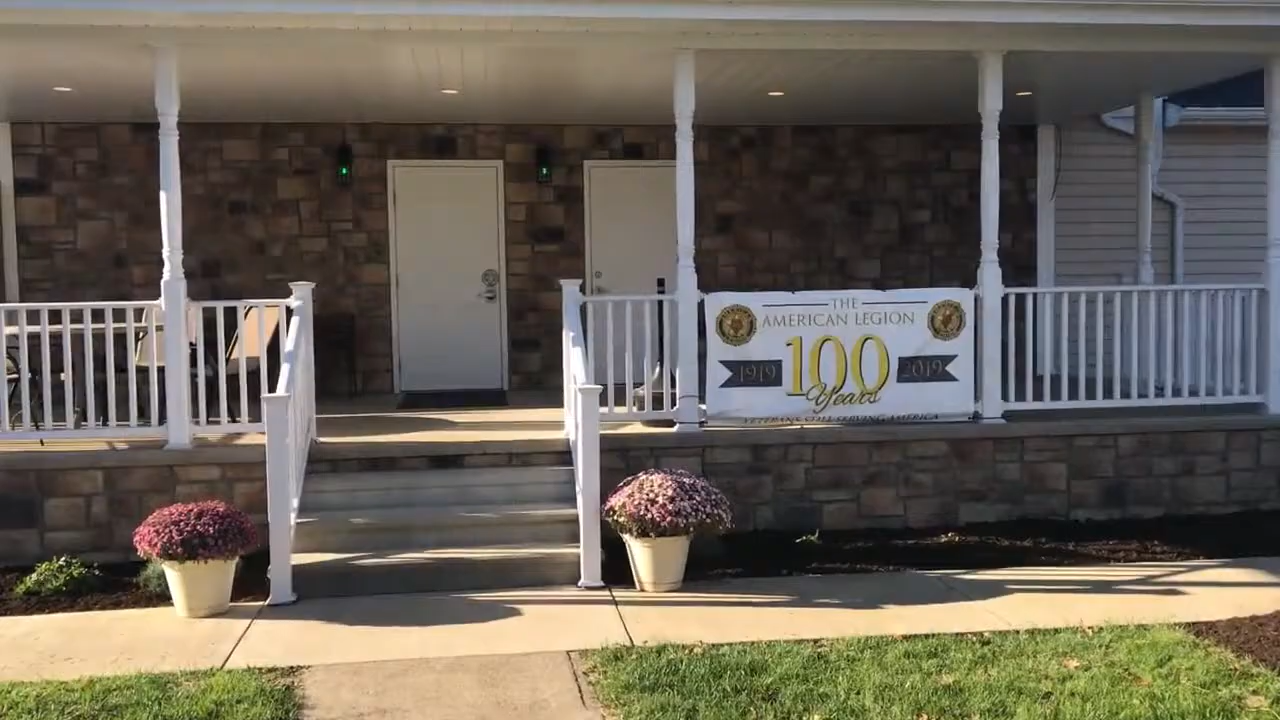 THE
AMERICAN LEGION
1919 100 2019
Years
VETERANS STILL SERVING AMERICA